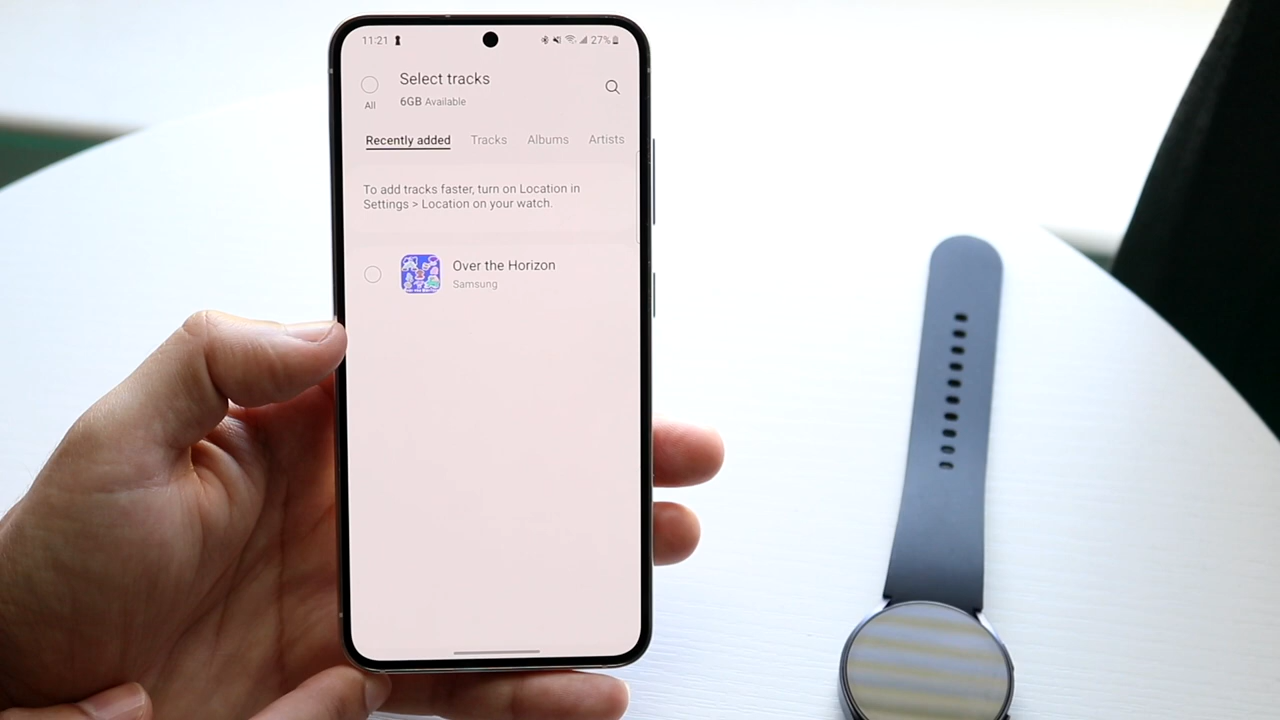 11:21 27%
Select tracks
All
6GB Available
Recently added Tracks Albums Artists
To add tracks faster, turn on Location in
Settings > Location on your watch.
Over the Horizon
Samsung